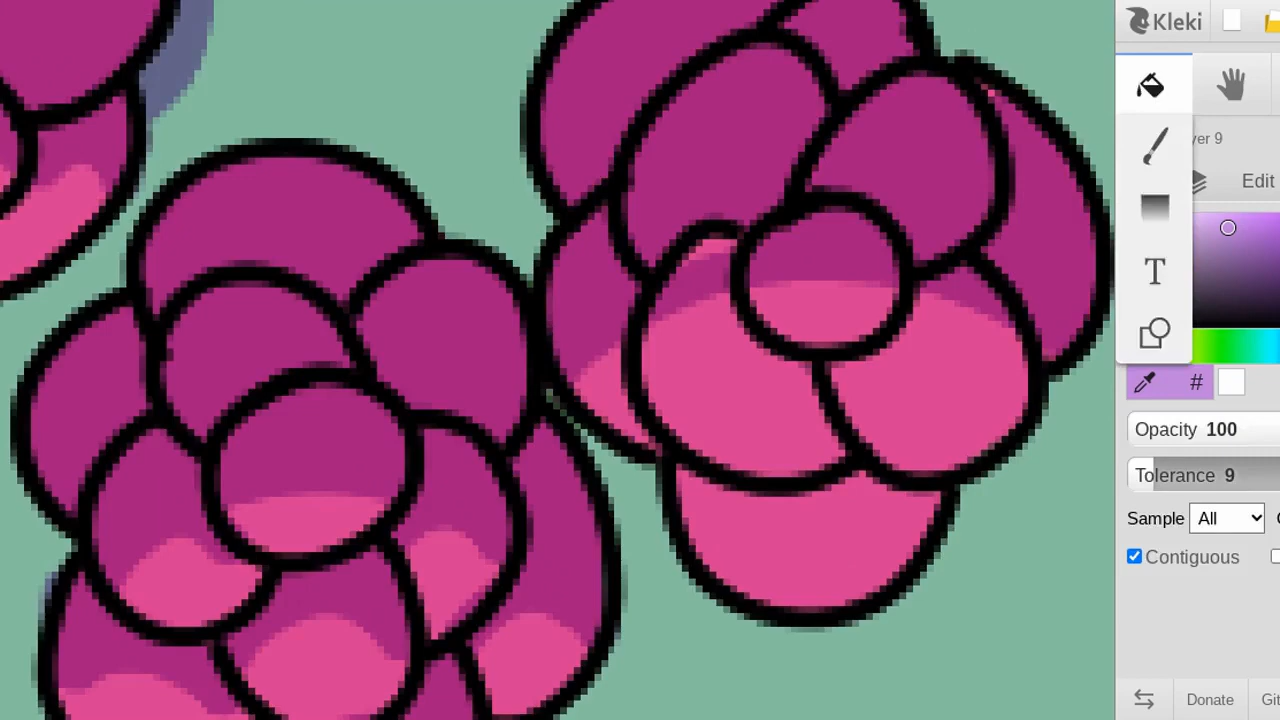 Kleki
yer 9
Edit
T
#
Opacity 100
Tolerance 9
Sample All
Contiguous
Donate
Git